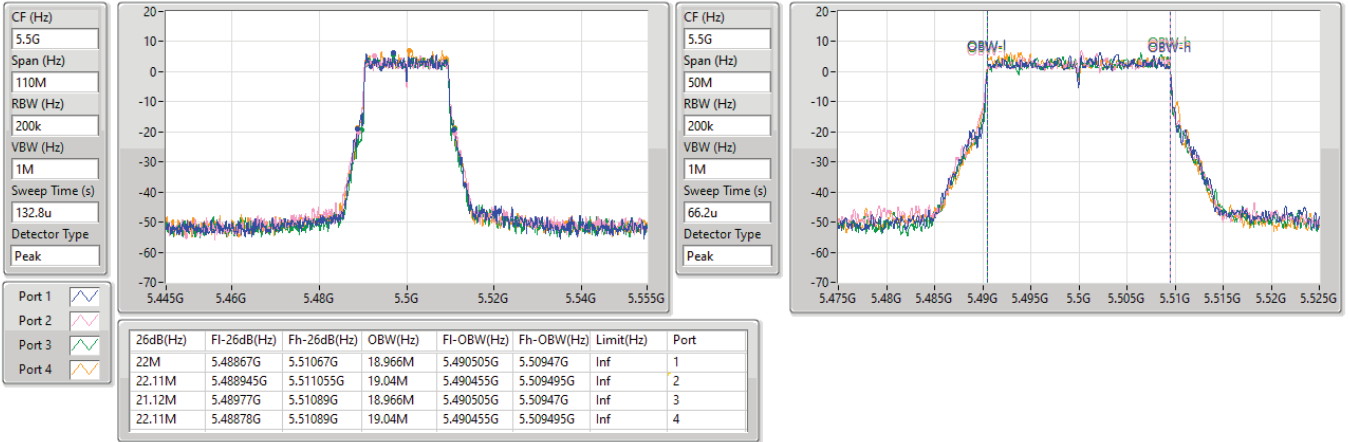 CF (Hz)
5.5G
Span (Hz)
110M
RBW (Hz)
200k
VBW (Hz)
1M
Sweep Time (s)
132.8u
Detector Type
Peak
20
10
0
-10
-20
-30
-40
-50
-60
-70
5.445G 5.46G 5.48G 5.5G 5.52G 5.54G 5.555G
CF (Hz)
5.5G
Span (Hz)
50M
RBW (Hz)
200k
VBW (Hz)
1M
Sweep Time (s)
66.2u
Detector Type
Peak
20
10
0
-10
-20
-30
-40
-50
-60
-70
OBW-l OBW-h
5.475G 5.48G 5.485G 5.49G 5.495G 5.5G 5.505G 5.51G 5.515G 5.52G 5.525G
Port 1
Port 2
Port 3
Port 4
26dB(Hz) Fl-26dB(Hz) Fh-26dB(Hz) OBW(Hz) Fl-OBW(Hz) Fh-OBW(Hz) Limit(Hz) Port
22M 5.48867G 5.51067G 18.966M 5.490505G 5.50947G Inf 1
22.11M 5.488945G 5.511055G 19.04M 5.490455G 5.509495G Inf 2
21.12M 5.48977G 5.51089G 18.966M 5.490505G 5.50947G Inf 3
22.11M 5.48878G 5.51089G 19.04M 5.490455G 5.509495G Inf 4